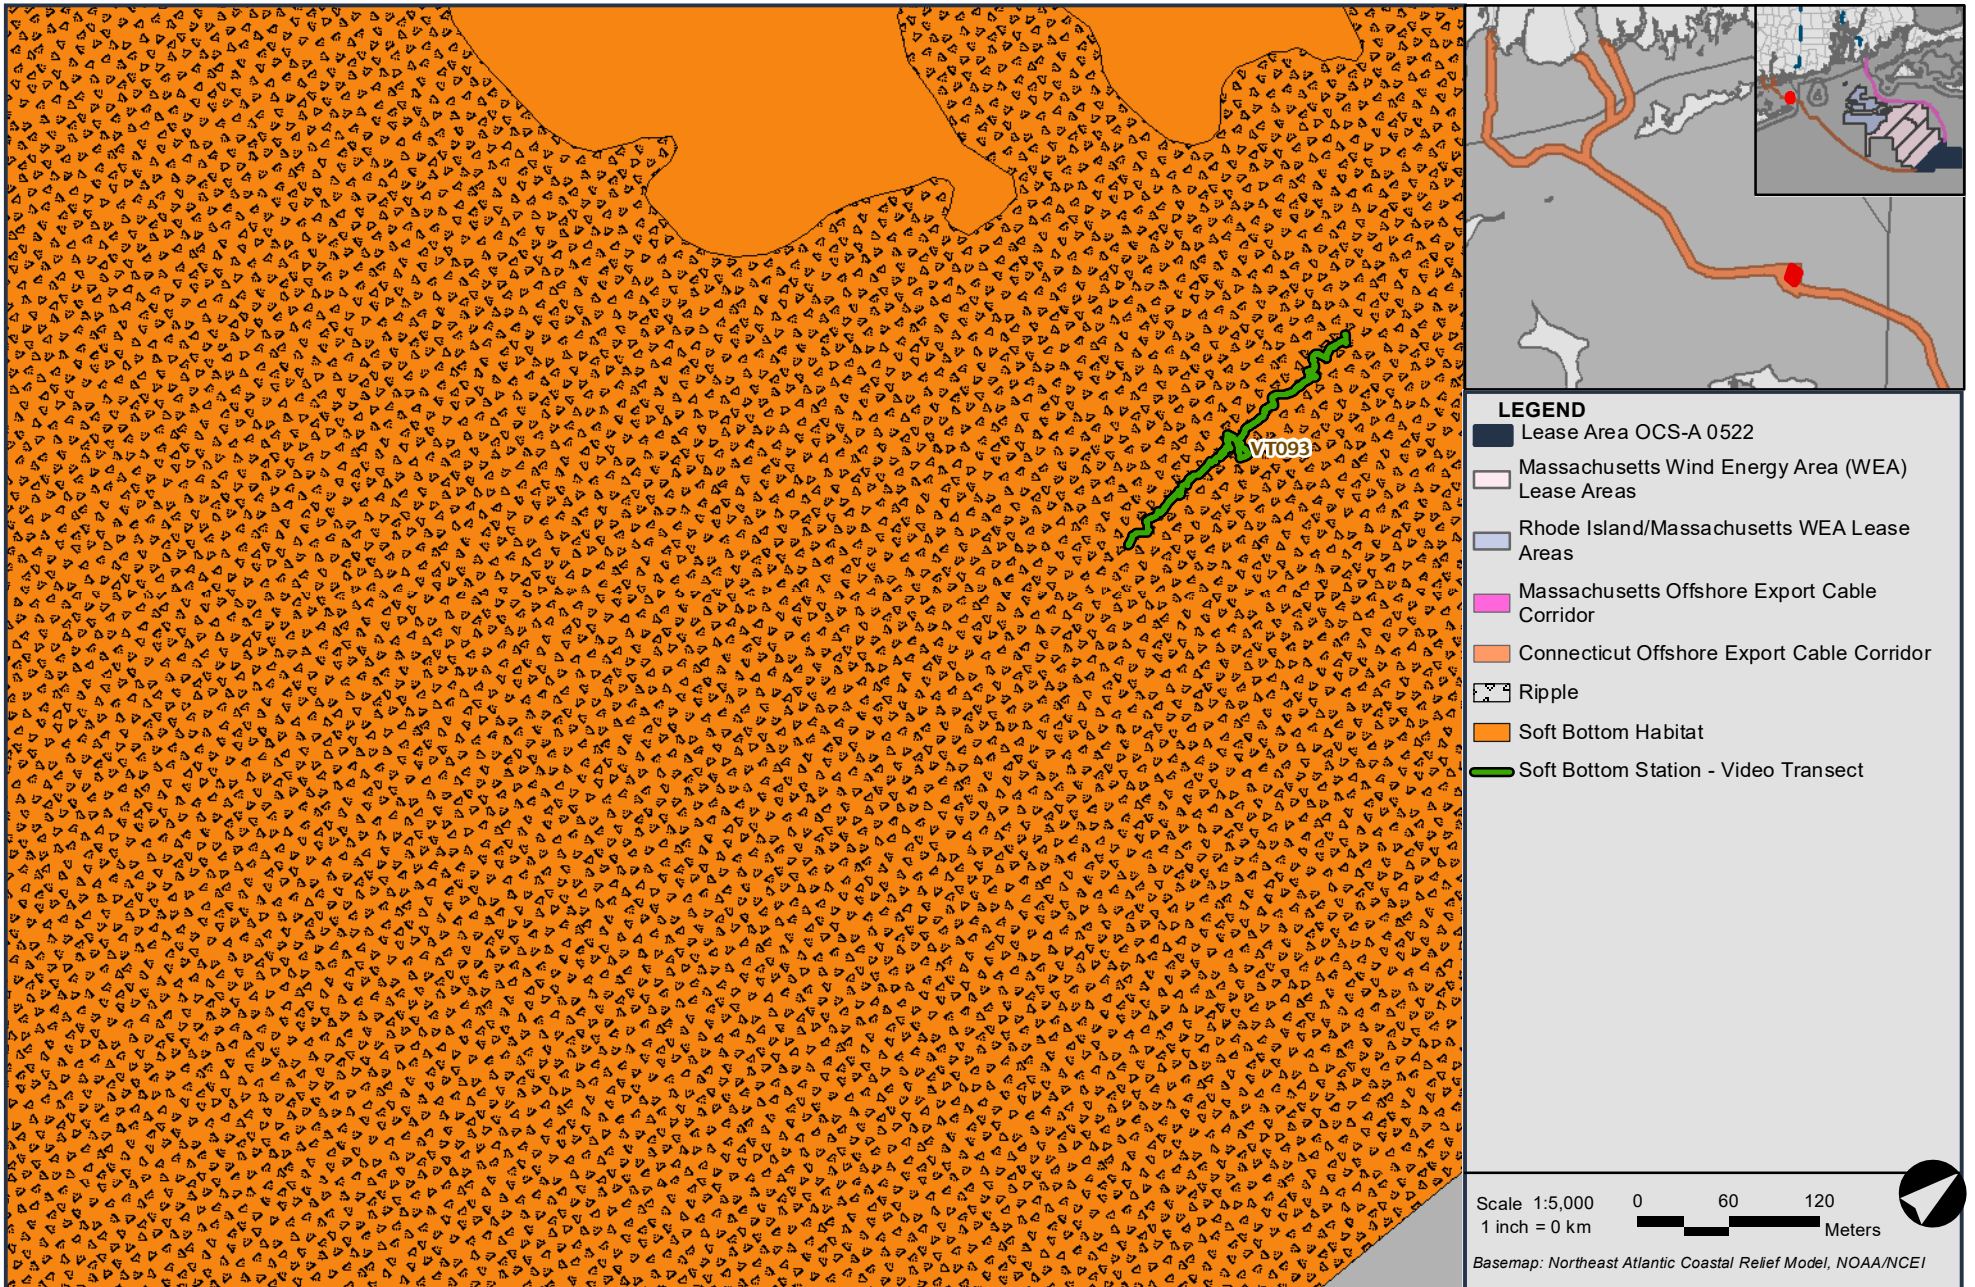 VT093
LEGEND
Lease Area OCS-A 0522
Massachusetts Wind Energy Area (WEA)
Lease Areas
Rhode Island/Massachusetts WEA Lease
Areas
Massachusetts Offshore Export Cable
Corridor
Connecticut Offshore Export Cable Corridor
Ripple
Soft Bottom Habitat
Soft Bottom Station - Video Transect
Scale 1:5,000
1 inch = 0 km
0 60 120
Meters
Basemap: Northeast Atlantic Coastal Relief Model, NOAA/NCEI